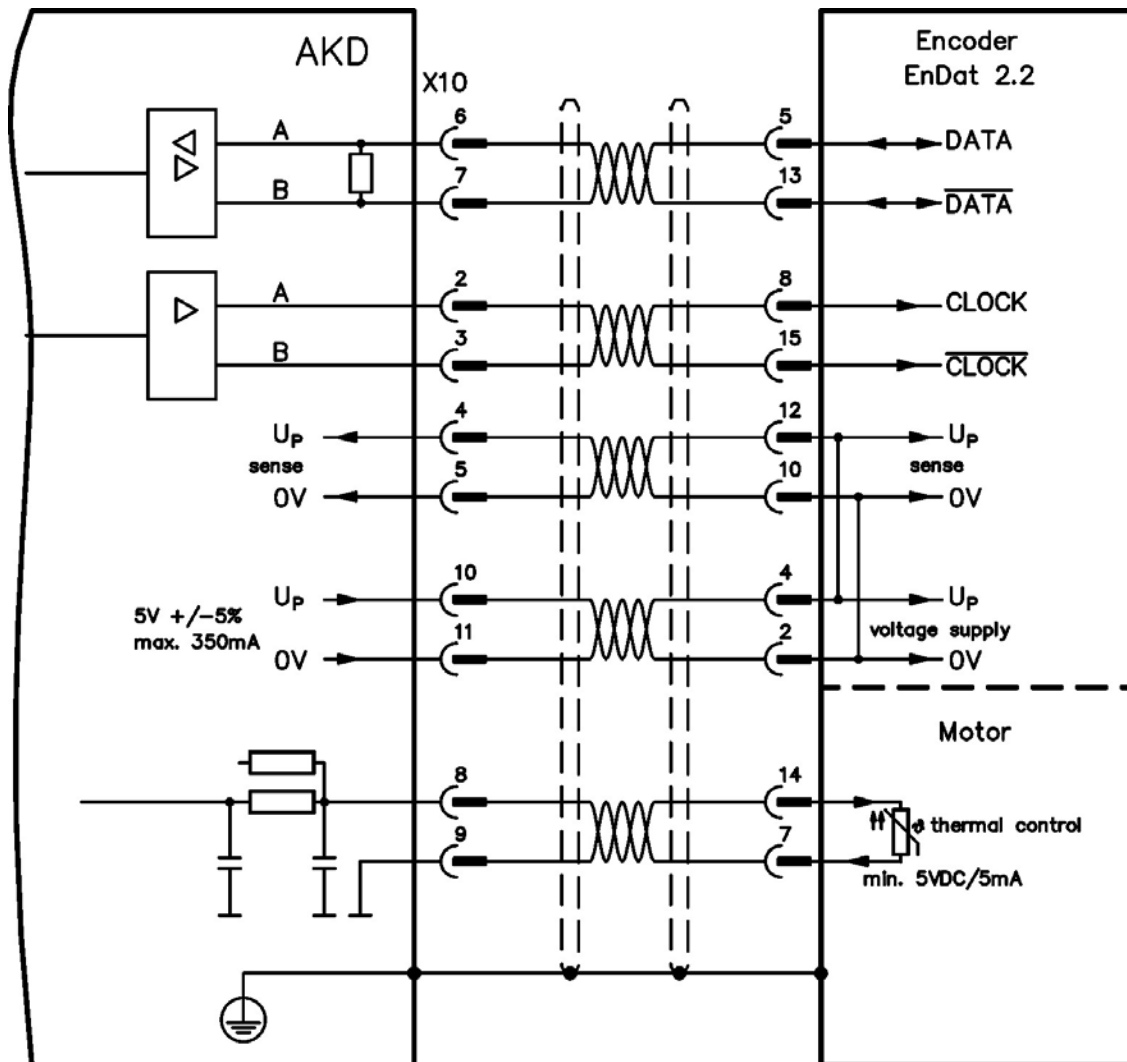 AKD
X10
Encoder
EnDat 2.2
A 6 5 DATA
B 7 13 DATA
A 2 8 CLOCK
B 3 15 CLOCK
UP 4 12 UP
sense sense
0V 5 10 0V
UP 10 4 UP
5V +/-5%
max. 350mA
voltage supply
0V 11 2 0V
Motor
8 14
ϑ thermal control
9 7
min. 5VDC/5mA